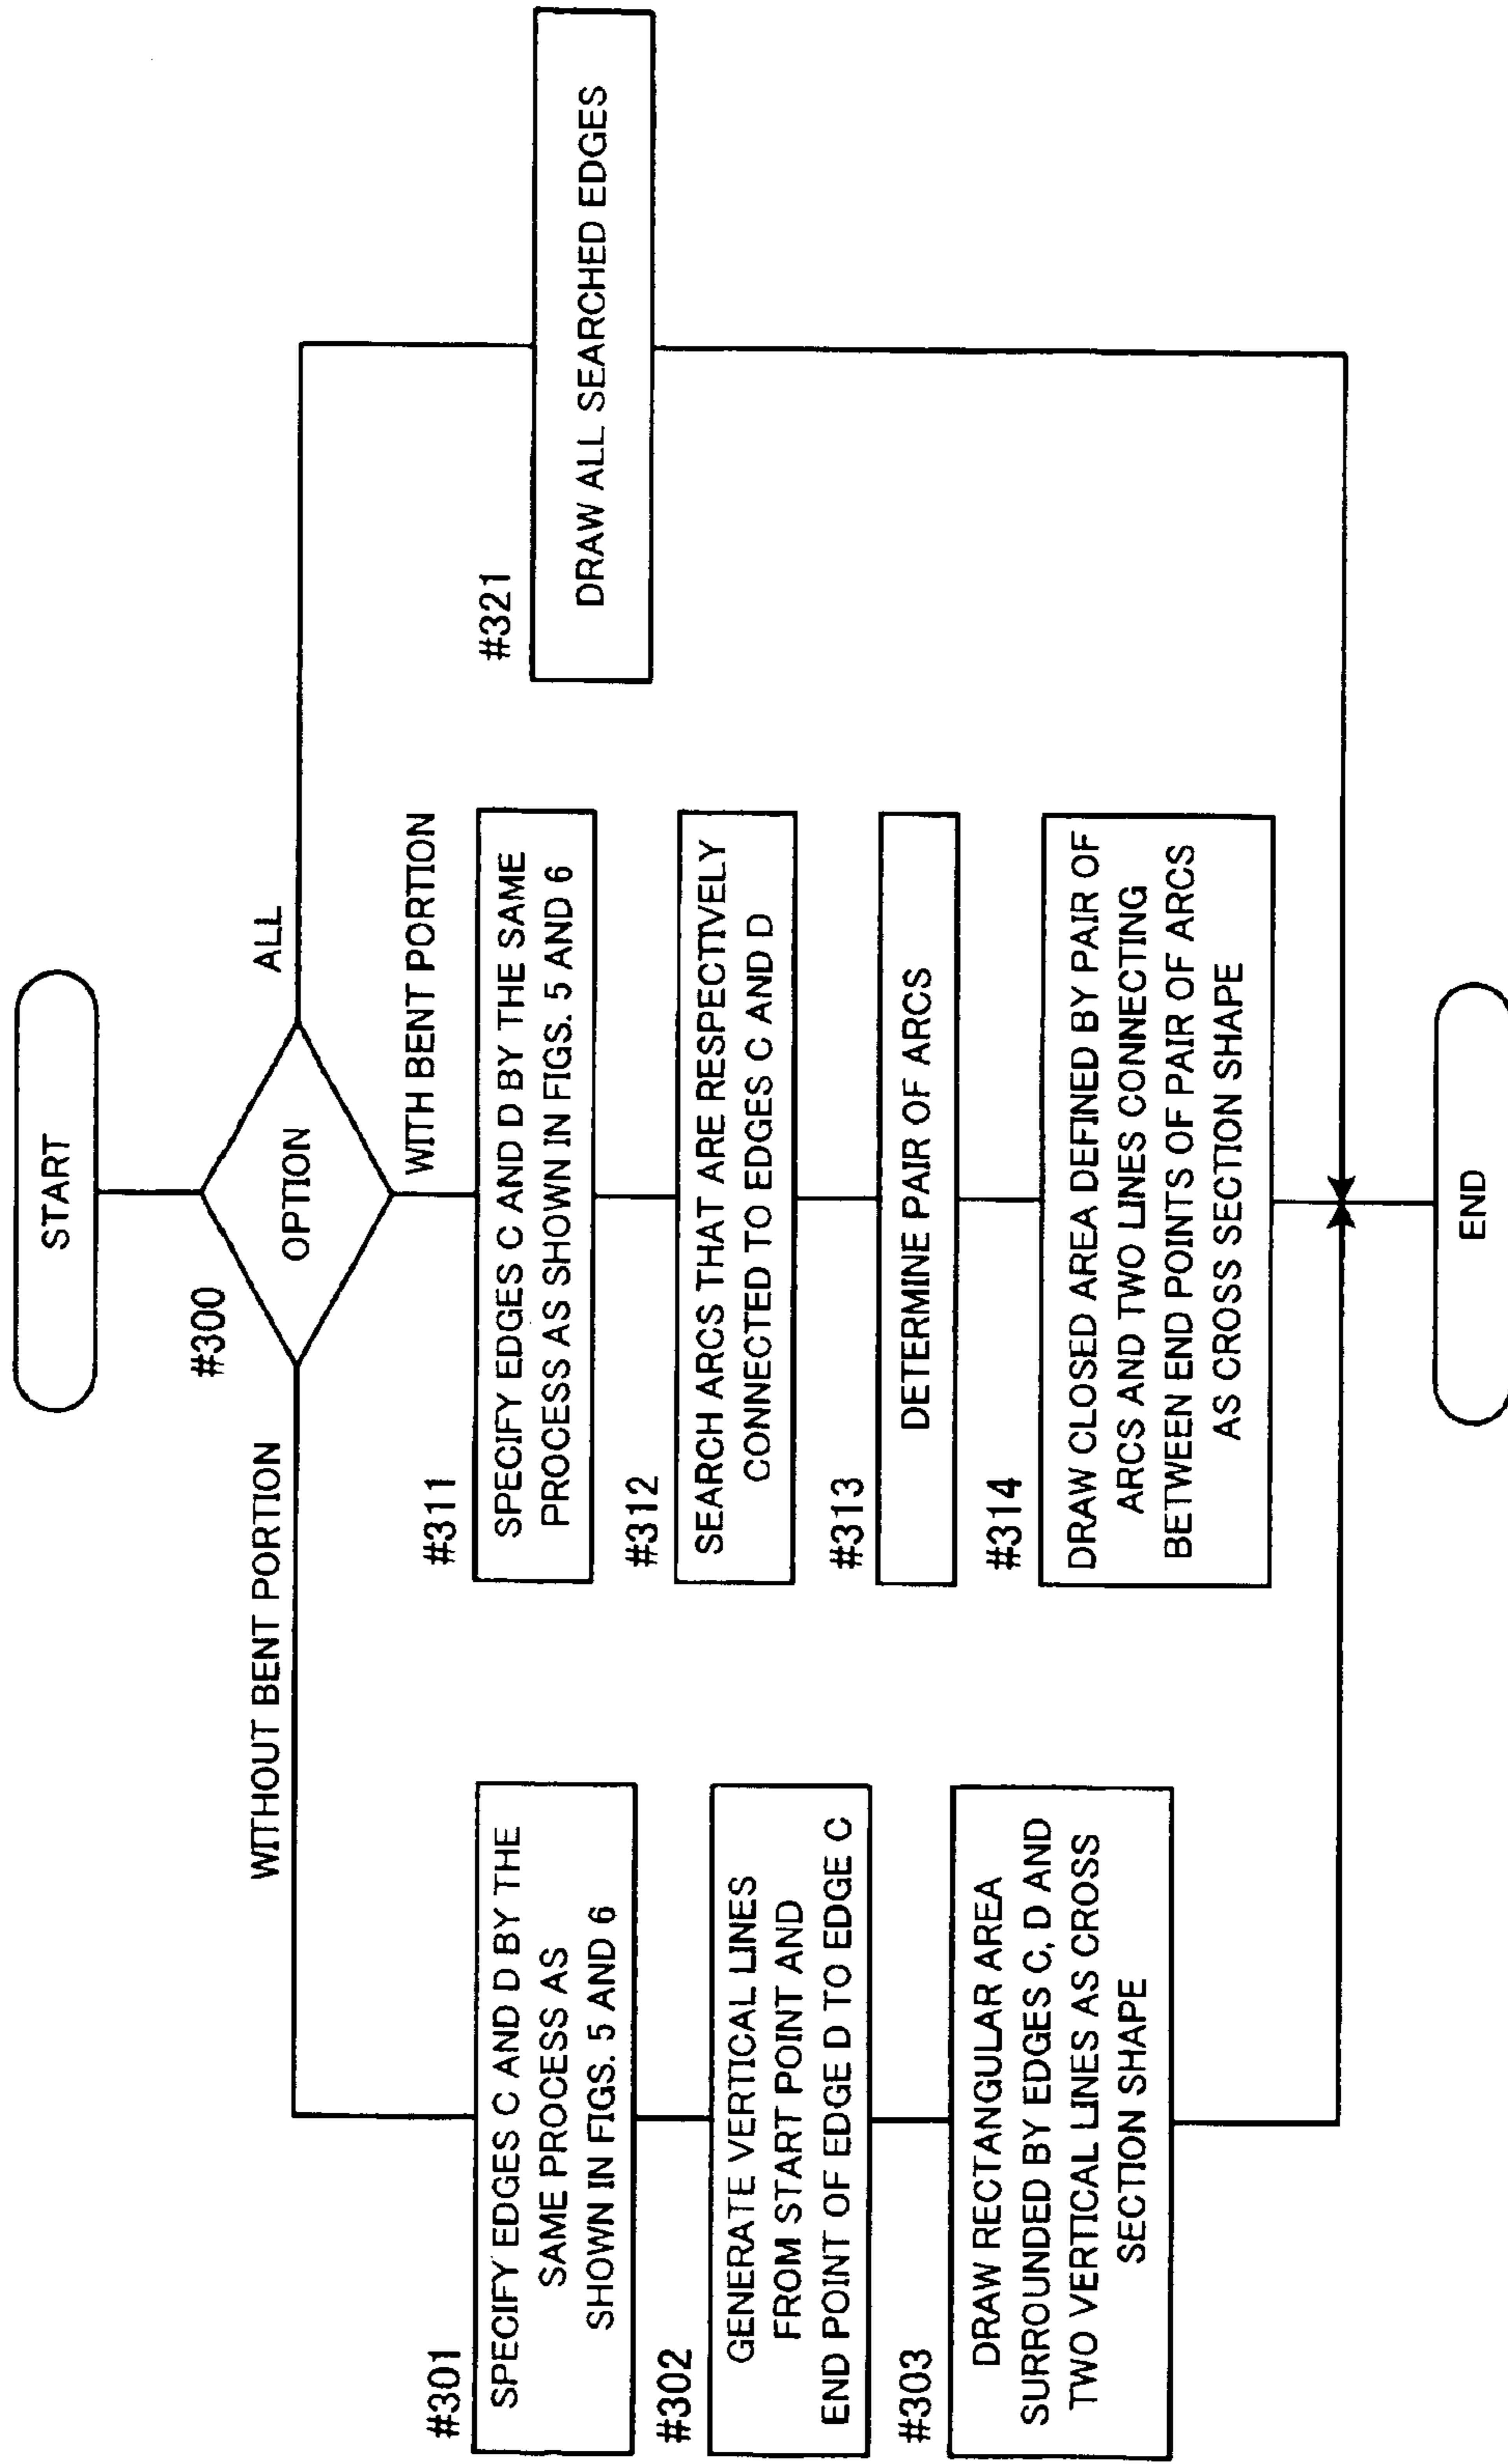 START
#300
OPTION
WITHOUT BENT PORTION
WITH BENT PORTION
ALL
#301
SPECIFY EDGES C AND D BY THE
SAME PROCESS AS
SHOWN IN FIGS. 5 AND 6
#302
GENERATE VERTICAL LINES
FROM START POINT AND
END POINT OF EDGE D TO EDGE C
#303
DRAW RECTANGULAR AREA
SURROUNDED BY EDGES C, D AND
TWO VERTICAL LINES AS CROSS
SECTION SHAPE
#311
SPECIFY EDGES C AND D BY THE SAME
PROCESS AS SHOWN IN FIGS. 5 AND 6
#312
SEARCH ARCS THAT ARE RESPECTIVELY
CONNECTED TO EDGES C AND D
#313
DETERMINE PAIR OF ARCS
#314
DRAW CLOSED AREA DEFINED BY PAIR OF
ARCS AND TWO LINES CONNECTING
BETWEEN END POINTS OF PAIR OF ARCS
AS CROSS SECTION SHAPE
#321
DRAW ALL SEARCHED EDGES
END